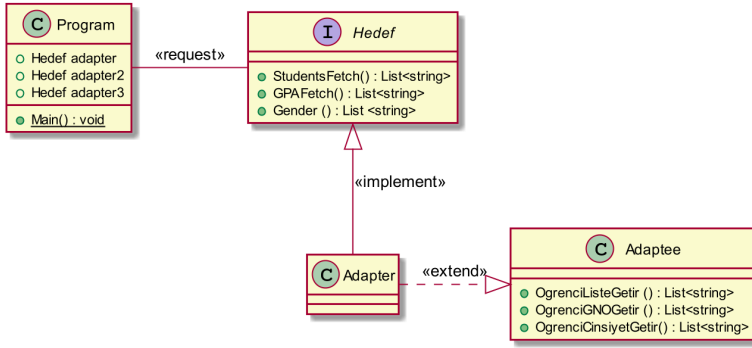 C Program
Hedef adapter
Hedef adapter2
Hedef adapter3
Main() : void
«request»
I Hedef
StudentsFetch() : List<string>
GPAFetch() : List<string>
Gender () : List <string>
«implement»
C Adapter
«extend»
C Adaptee
OgrenciListeGetir () : List<string>
OgrenciGNOGetir () : List<string>
OgrenciCinsiyetGetir() : List<string>